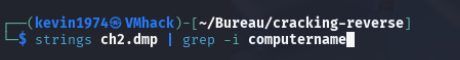 ┌──(kevin1974㉿VMhack)-[~/Bureau/cracking-reverse]
└─$ strings ch2.dmp | grep -i computername